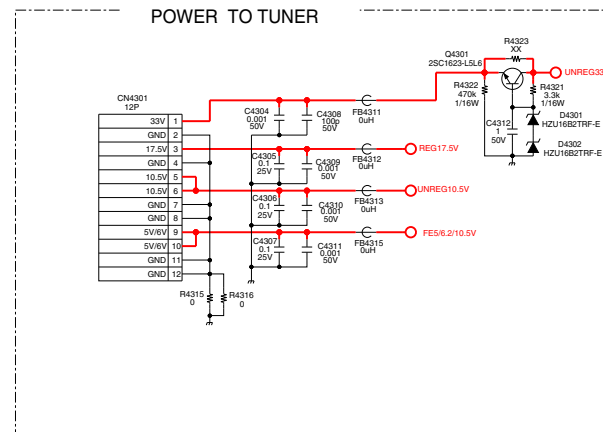 POWER TO TUNER
R4323
XX
Q4301
2SC1623-L5L6
UNREG33
R4322
470k
1/16W
R4321
3.3k
1/16W
CN4301
12P
33V 1
GND 2
17.5V 3
GND 4
10.5V 5
10.5V 6
GND 7
GND 8
5V/6V 9
5V/6V 10
GND 11
GND 12
C4304
0.001
50V
C4308
100p
50V
FB4311
0uH
C4312
1
50V
D4301
HZU16B2TRF-E
D4302
HZU16B2TRF-E
REG17.5V
C4305
0.1
25V
C4309
0.001
50V
FB4312
0uH
UNREG10.5V
C4306
0.1
25V
C4310
0.001
50V
FB4313
0uH
FE5/6.2/10.5V
C4307
0.1
25V
C4311
0.001
50V
FB4315
0uH
R4315
0
R4316
0